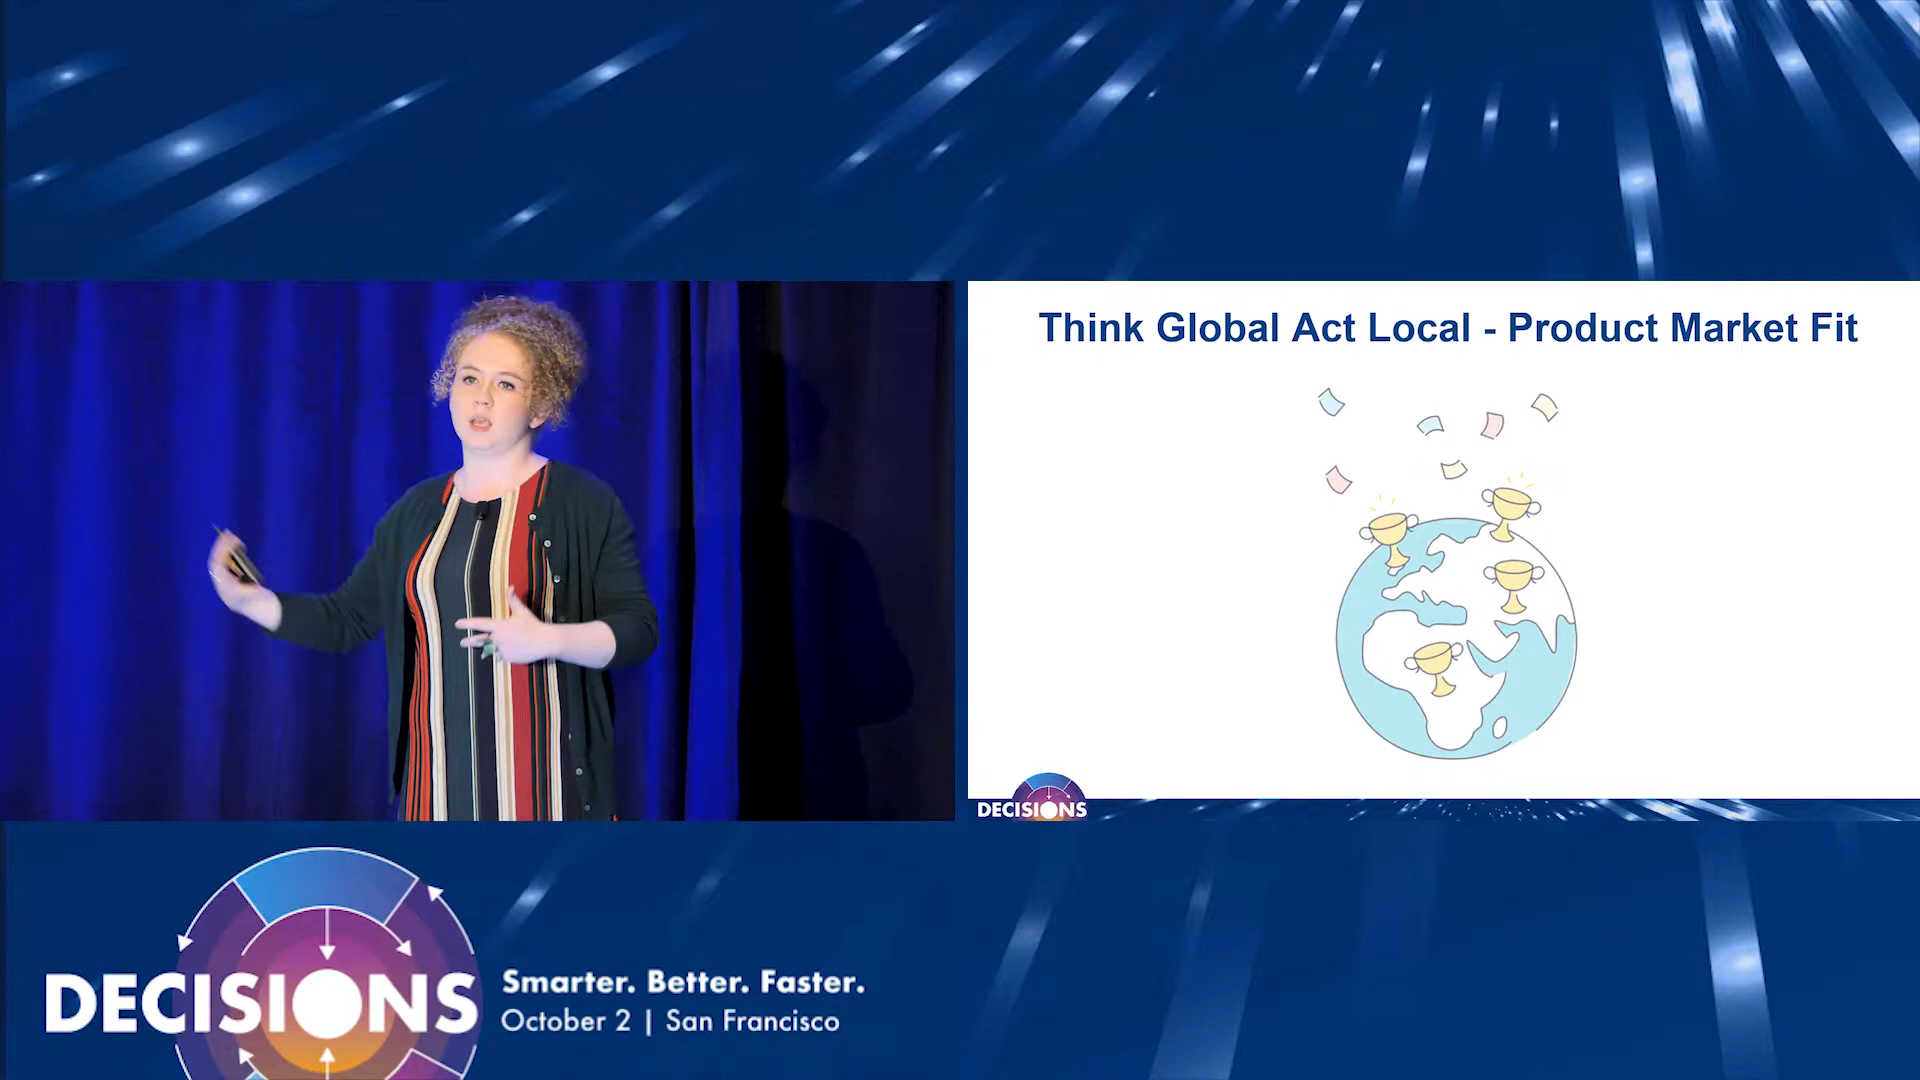 Think Global Act Local - Product Market Fit
DECISIONS
DECISIONS
Smarter. Better. Faster.
October 2 | San Francisco